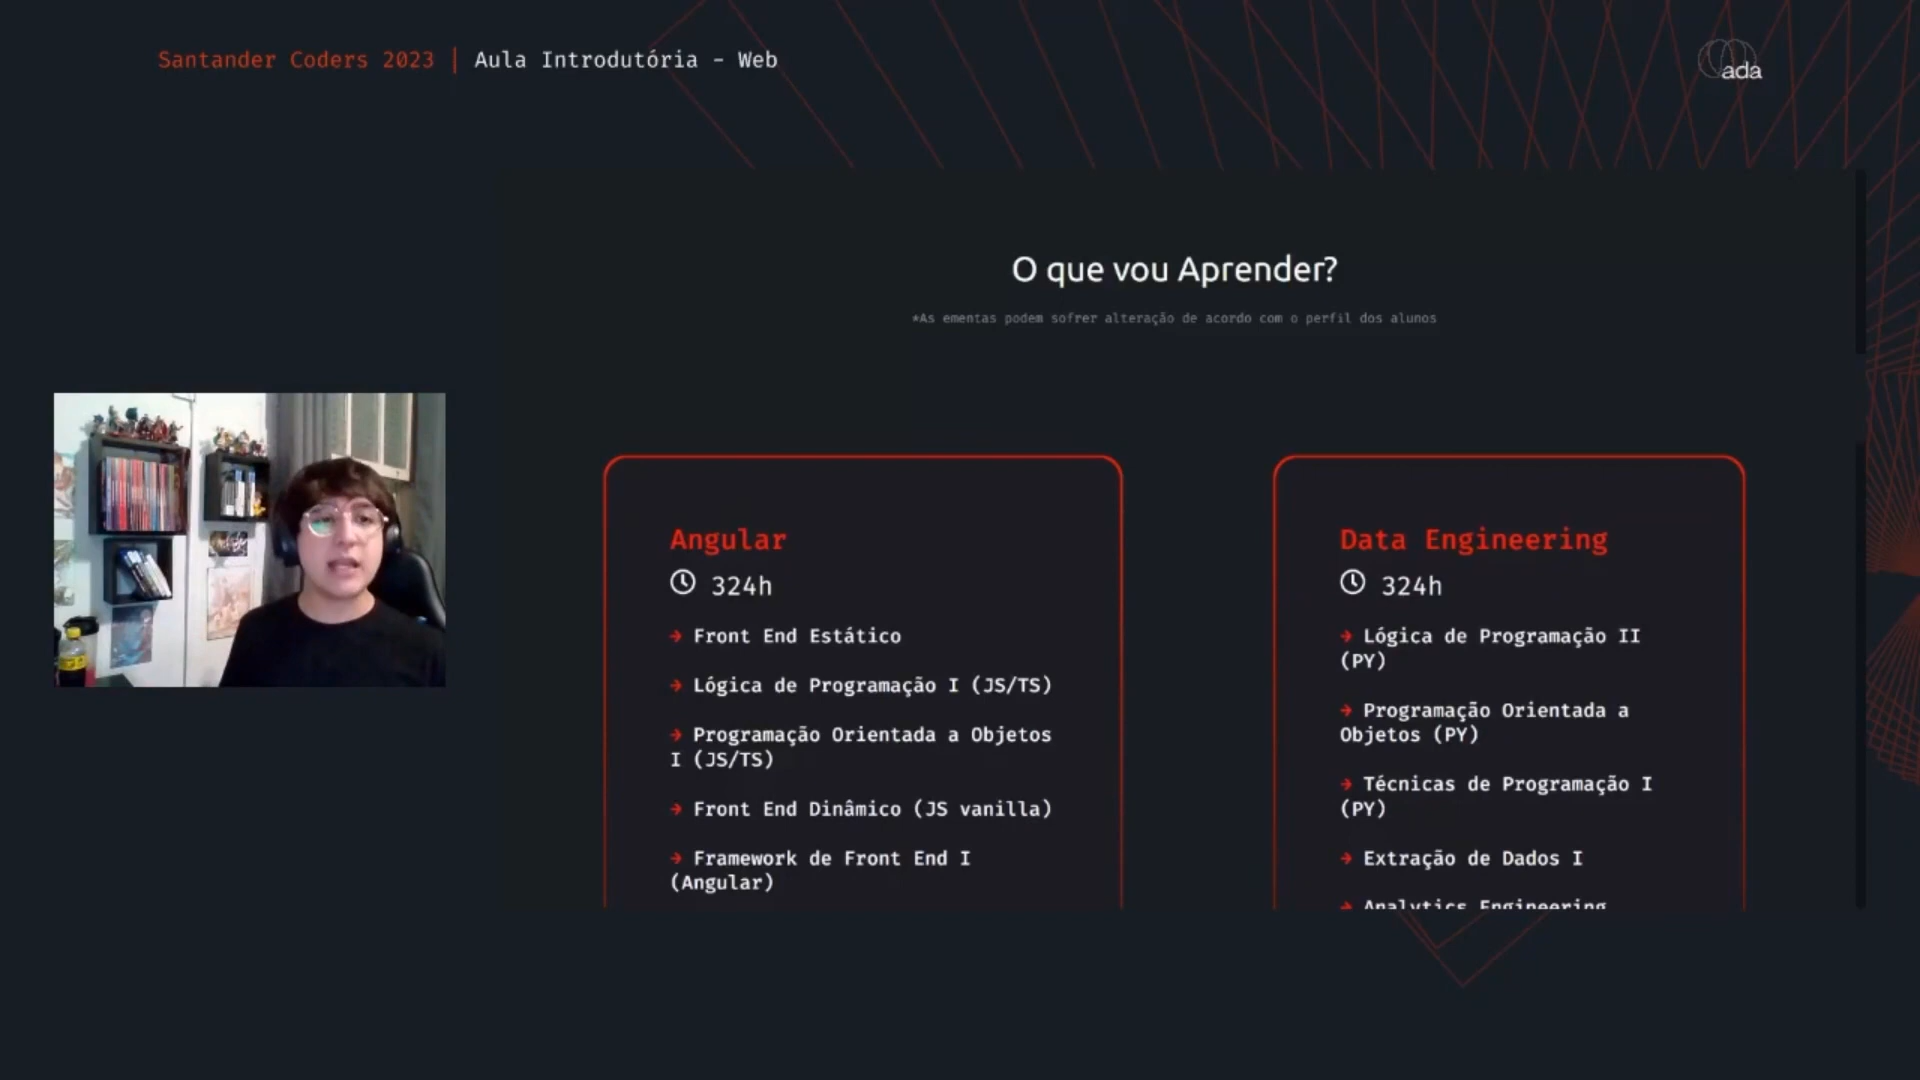 Santander Coders 2023 | Aula Introdutória - Web
ada
O que vou Aprender?
*As ementas podem sofrer alteração de acordo com o perfil dos alunos
Angular
324h
→ Front End Estático
→ Lógica de Programação I (JS/TS)
→ Programação Orientada a Objetos
I (JS/TS)
→ Front End Dinâmico (JS vanilla)
→ Framework de Front End I
(Angular)
Data Engineering
324h
→ Lógica de Programação II
(PY)
→ Programação Orientada a
Objetos (PY)
→ Técnicas de Programação I
(PY)
→ Extração de Dados I
→ Analytics Engineering